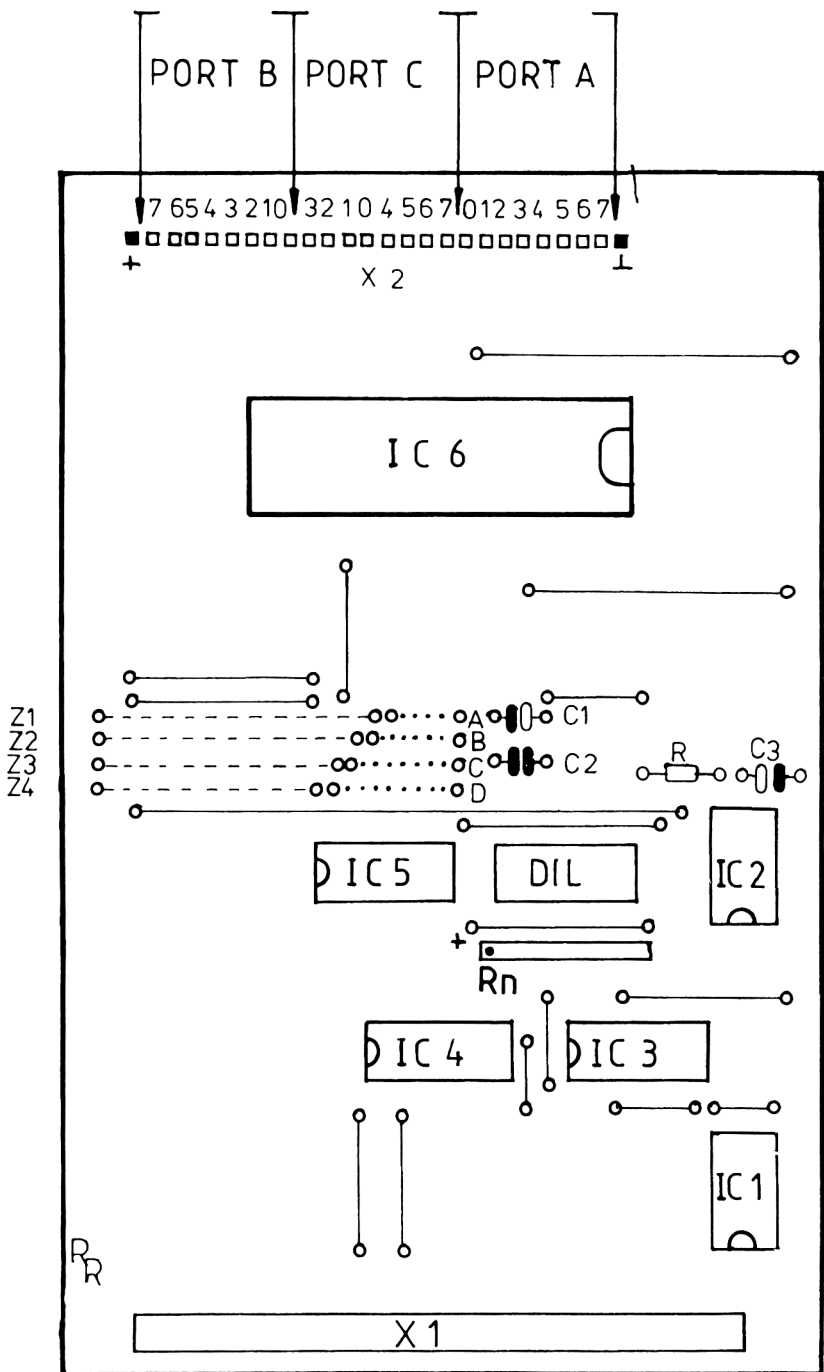 PORT B PORT C PORT A
7 6 5 4 3 2 1 0 3 2 1 0 4 5 6 7 0 1 2 3 4 5 6 7
+ ⊥
X 2
IC 6
Z1 A C1
Z2 B
Z3 C C2 R C3
Z4 D
IC 5 DIL IC 2
+
Rn
IC 4 IC 3
IC 1
RR
X 1